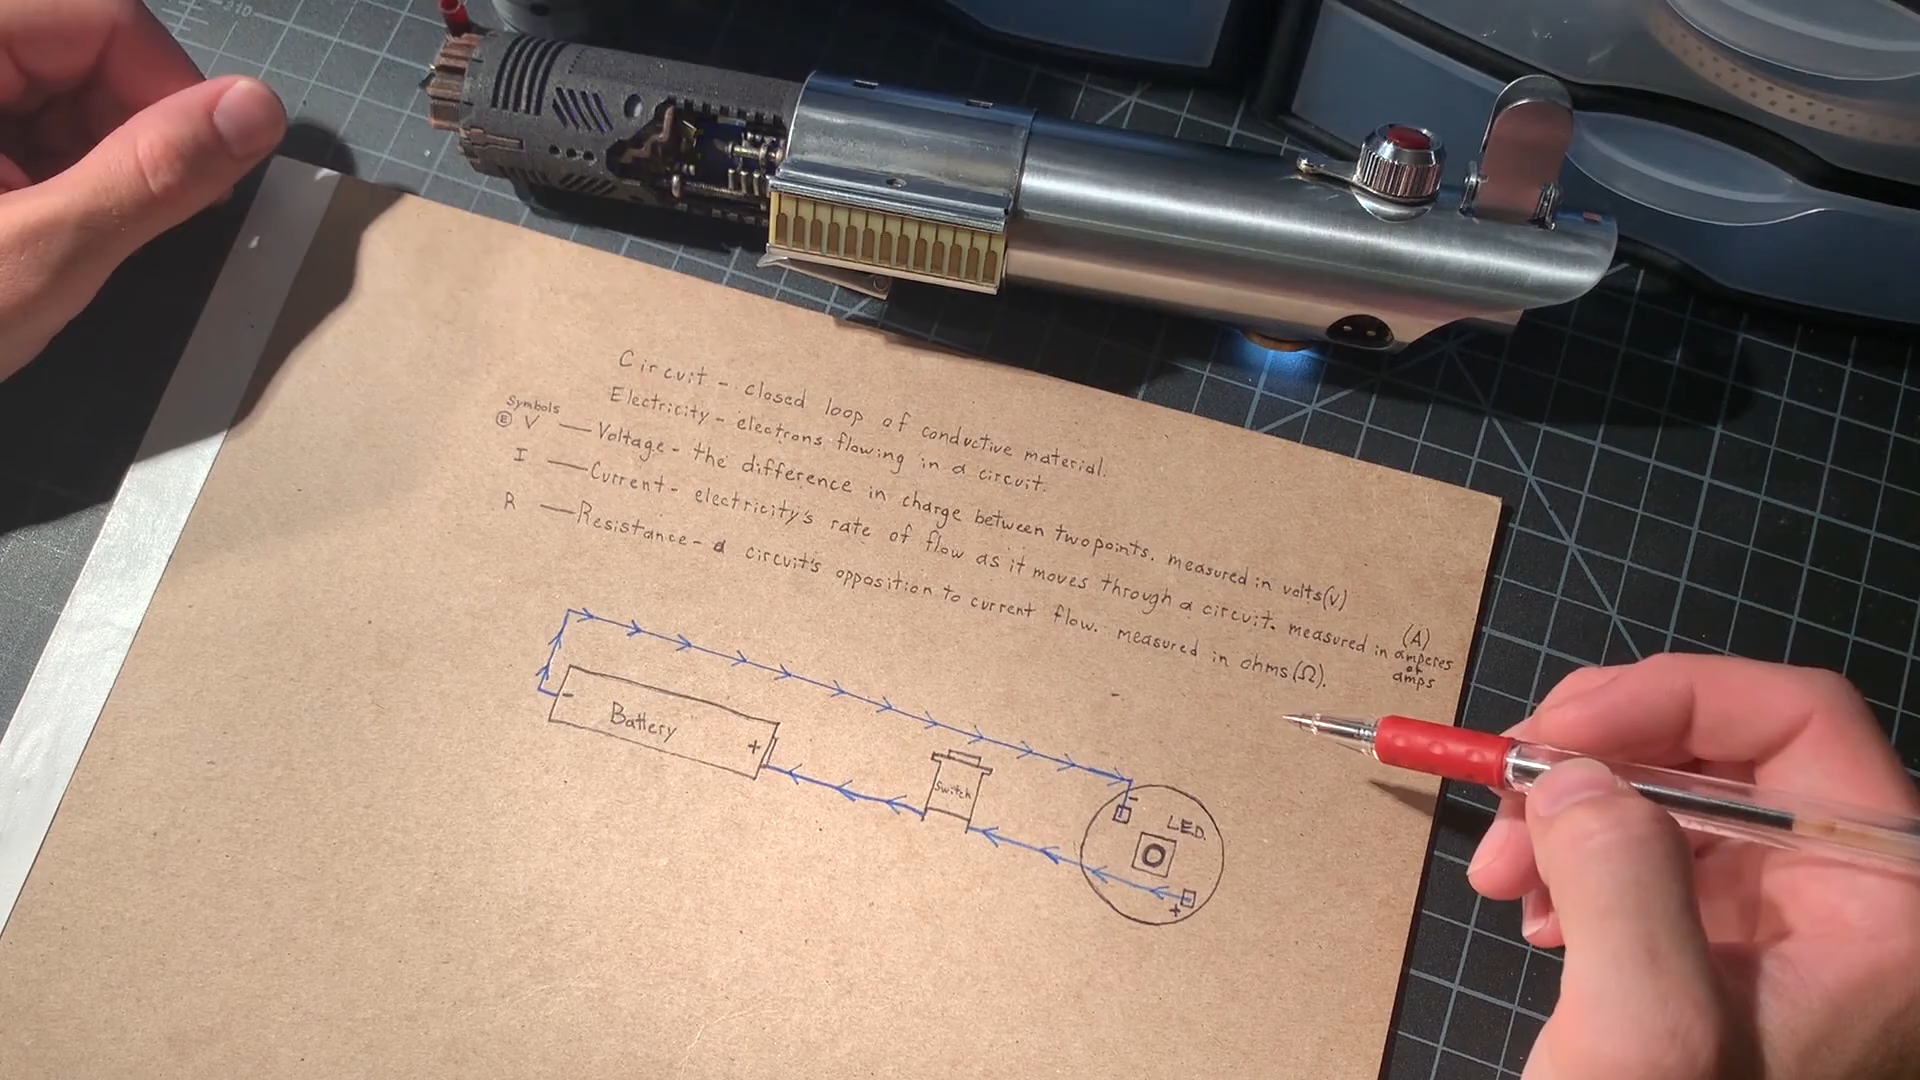 210
Circuit - closed loop of conductive material.
Electricity - electrons flowing in a circuit.
Symbols
Ⓔ V — Voltage - the difference in charge between two points. measured in volts(v)
I — Current - electricity's rate of flow as it moves through a circuit. measured in amperes or amps (A)
R — Resistance - a circuit's opposition to current flow. measured in ohms(Ω).
- Battery +
Switch
-
L.E.D.
+